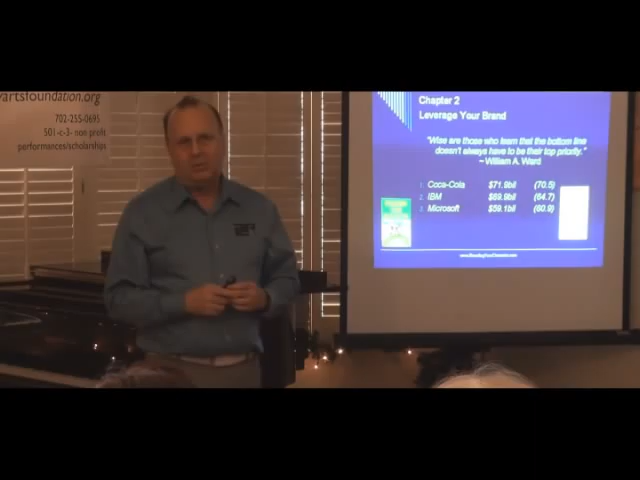 artsfoundation.org
702-255-0695
501-c-3- non profit
performances/scholarships
Chapter 2
Leverage Your Brand
"Wise are those who learn that the bottom line
doesn't always have to be their top priority."
~ William A. Ward
Coca-Cola $71.9bil (70.5)
IBM $69.9bil (64.7)
Microsoft $59.1bil (60.9)